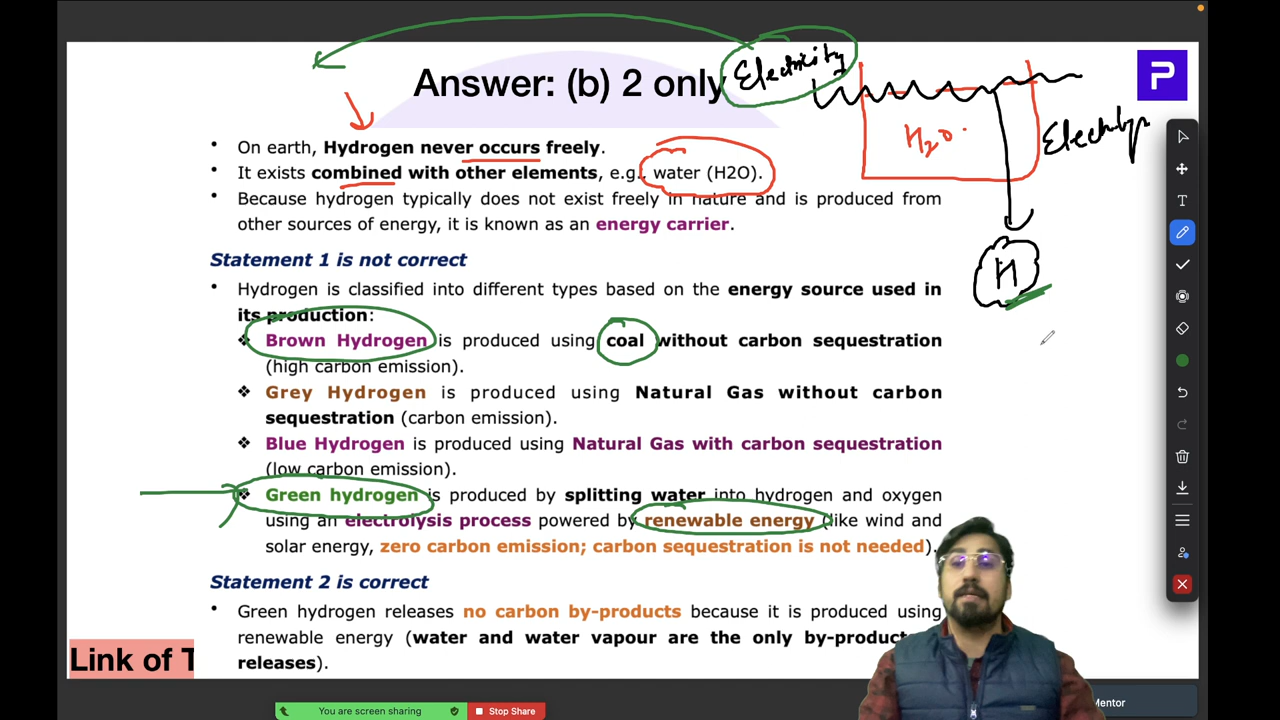 Answer: (b) 2 only
Electricity
P
H2O.
H
• On earth, Hydrogen never occurs freely.
• It exists combined with other elements, e.g., water (H2O).
• Because hydrogen typically does not exist freely in nature and is produced from
other sources of energy, it is known as an energy carrier.
Statement 1 is not correct
• Hydrogen is classified into different types based on the energy source used in
its production:
❖ Brown Hydrogen is produced using coal without carbon sequestration
(high carbon emission).
❖ Grey Hydrogen is produced using Natural Gas without carbon
sequestration (carbon emission).
❖ Blue Hydrogen is produced using Natural Gas with carbon sequestration
(low carbon emission).
❖ Green hydrogen is produced by splitting water into hydrogen and oxygen
using an electrolysis process powered by renewable energy (like wind and
solar energy, zero carbon emission; carbon sequestration is not needed).
Statement 2 is correct
• Green hydrogen releases no carbon by-products because it is produced using
renewable energy (water and water vapour are the only by-product
releases).
Link of T
Mentor
You are screen sharing
Stop Share